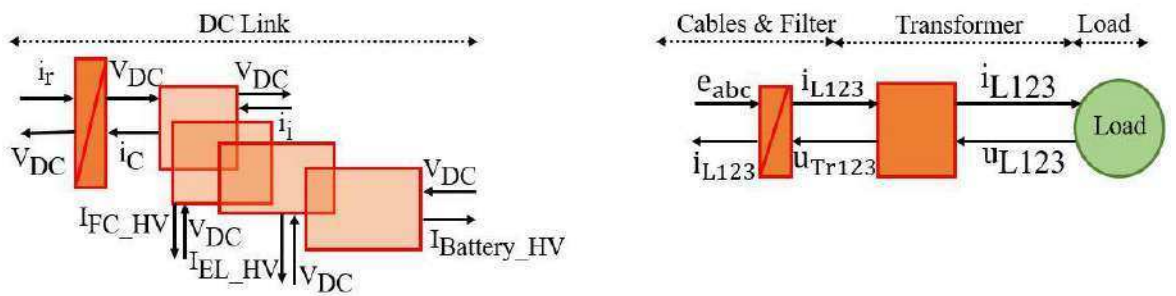 DC Link
i_r
V_DC
V_DC
V_DC
i_C
i_i
I_FC_HV
V_DC
I_EL_HV
V_DC
V_DC
I_Battery_HV
Cables & Filter
Transformer
Load
e_abc
i_L123
i_L123
i_L123
u_Tr123
u_L123
Load